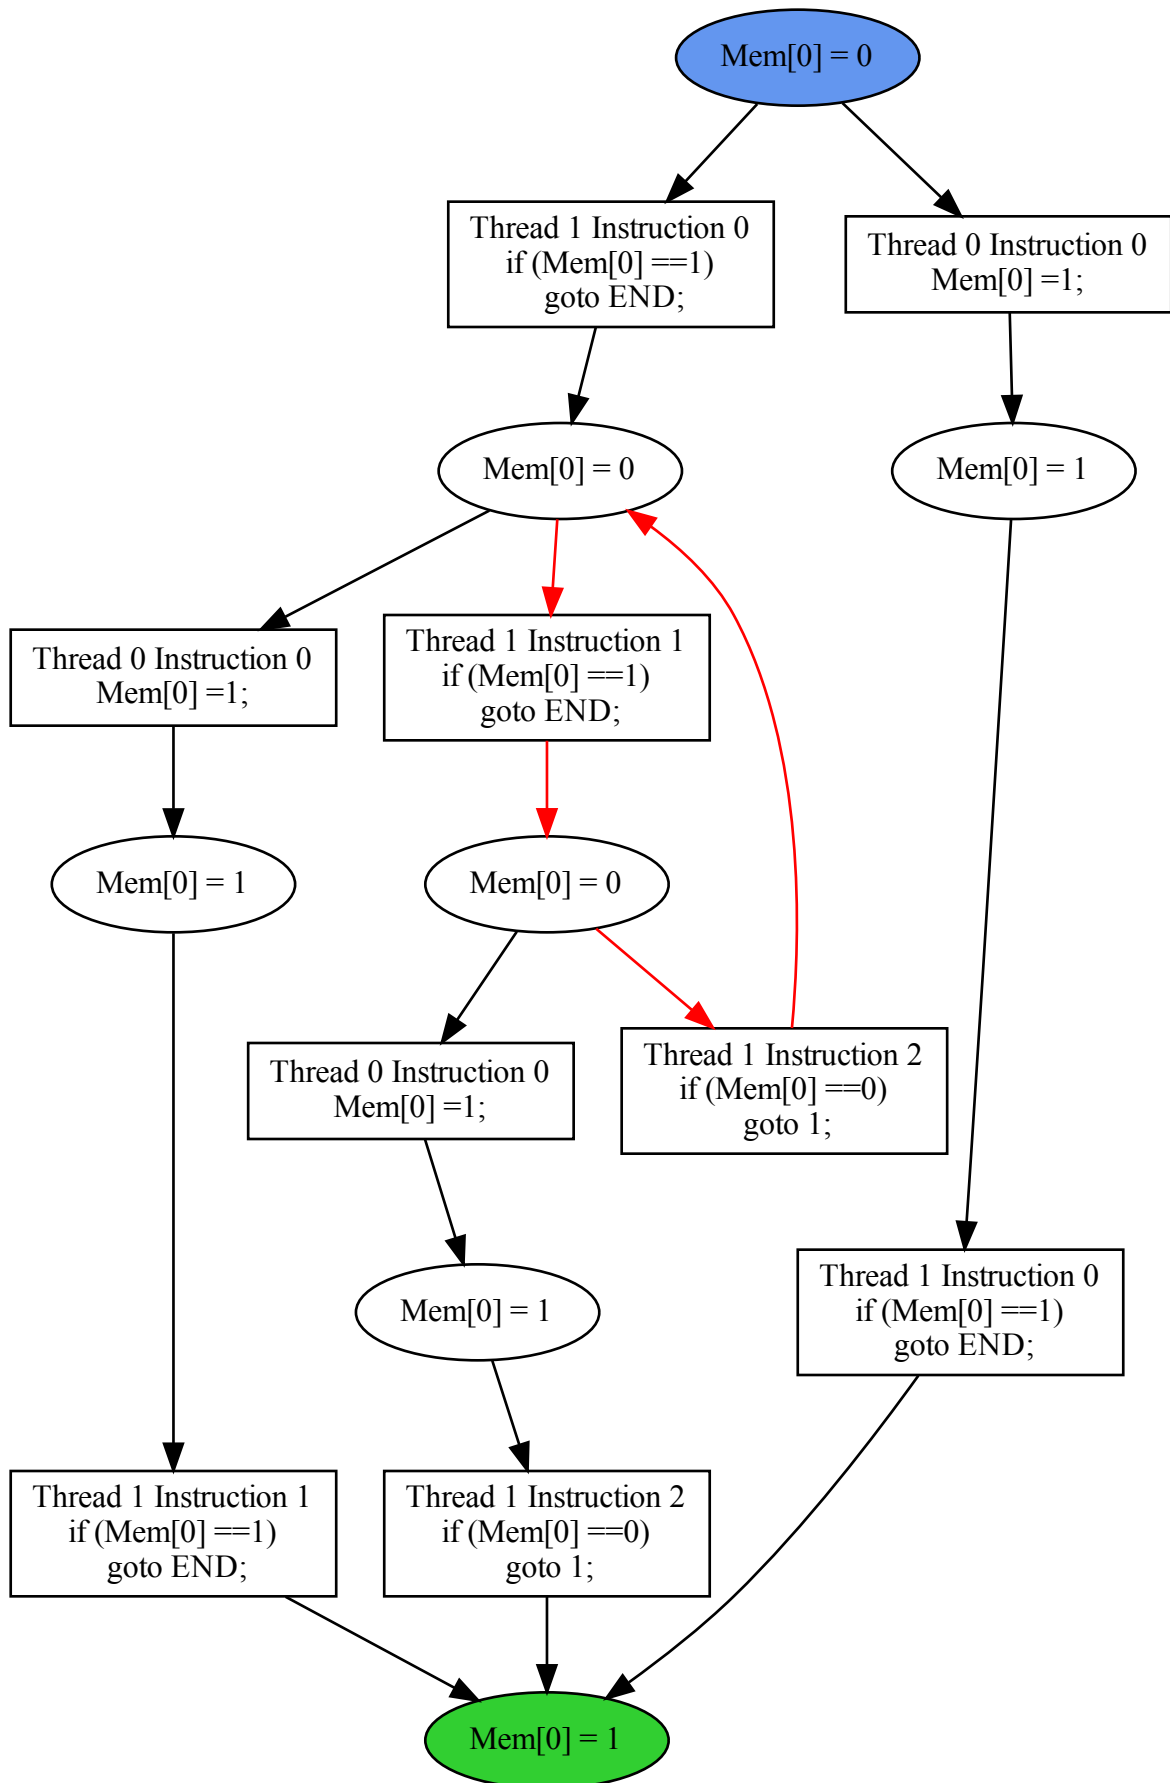 Mem[0] = 0
Thread 1 Instruction 0
if (Mem[0] ==1)
goto END;
Thread 0 Instruction 0
Mem[0] =1;
Mem[0] = 0
Mem[0] = 1
Thread 0 Instruction 0
Mem[0] =1;
Thread 1 Instruction 1
if (Mem[0] ==1)
goto END;
Mem[0] = 1
Mem[0] = 0
Thread 0 Instruction 0
Mem[0] =1;
Thread 1 Instruction 2
if (Mem[0] ==0)
goto 1;
Mem[0] = 1
Thread 1 Instruction 0
if (Mem[0] ==1)
goto END;
Thread 1 Instruction 1
if (Mem[0] ==1)
goto END;
Thread 1 Instruction 2
if (Mem[0] ==0)
goto 1;
Mem[0] = 1